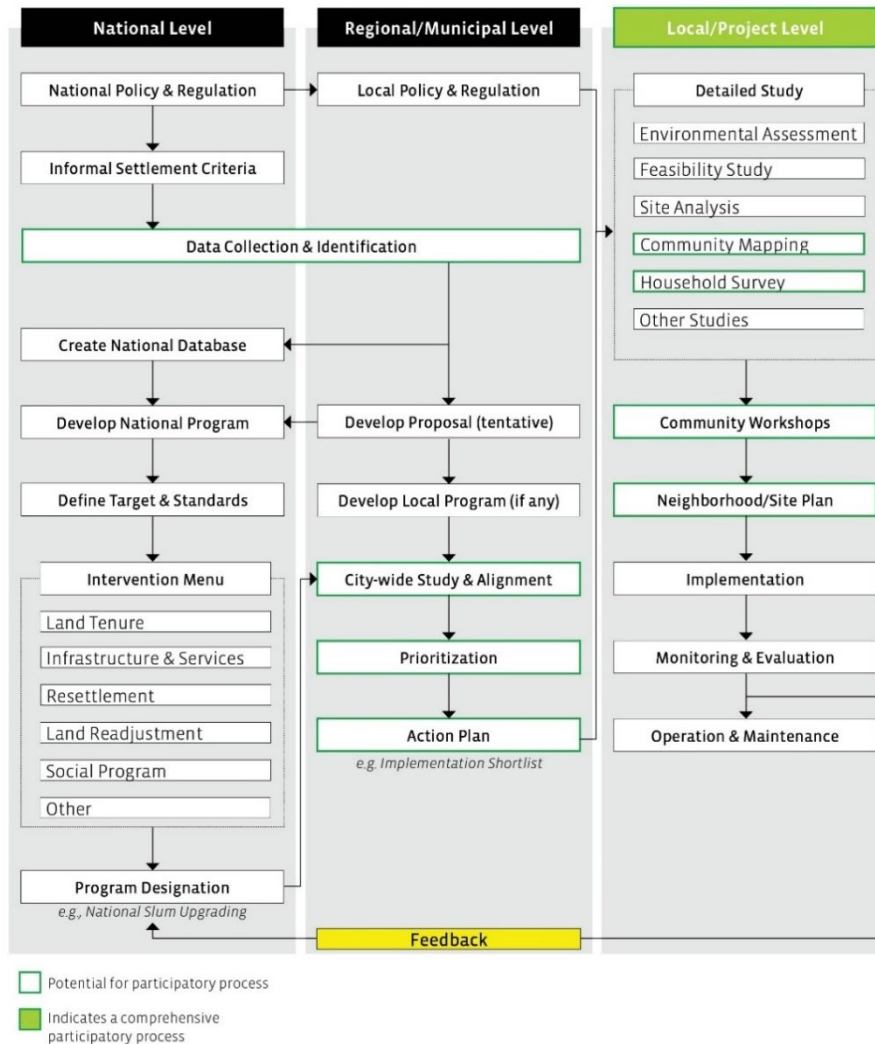 National Level
Regional/Municipal Level
Local/Project Level
National Policy & Regulation
Local Policy & Regulation
Detailed Study
Environmental Assessment
Informal Settlement Criteria
Feasibility Study
Site Analysis
Data Collection & Identification
Community Mapping
Household Survey
Other Studies
Create National Database
Develop National Program
Develop Proposal (tentative)
Community Workshops
Define Target & Standards
Develop Local Program (if any)
Neighborhood/Site Plan
Intervention Menu
City-wide Study & Alignment
Implementation
Land Tenure
Infrastructure & Services
Prioritization
Monitoring & Evaluation
Resettlement
Land Readjustment
Action Plan
Operation & Maintenance
e.g. Implementation Shortlist
Social Program
Other
Program Designation
e.g., National Slum Upgrading
Feedback
Potential for participatory process
Indicates a comprehensive
participatory process